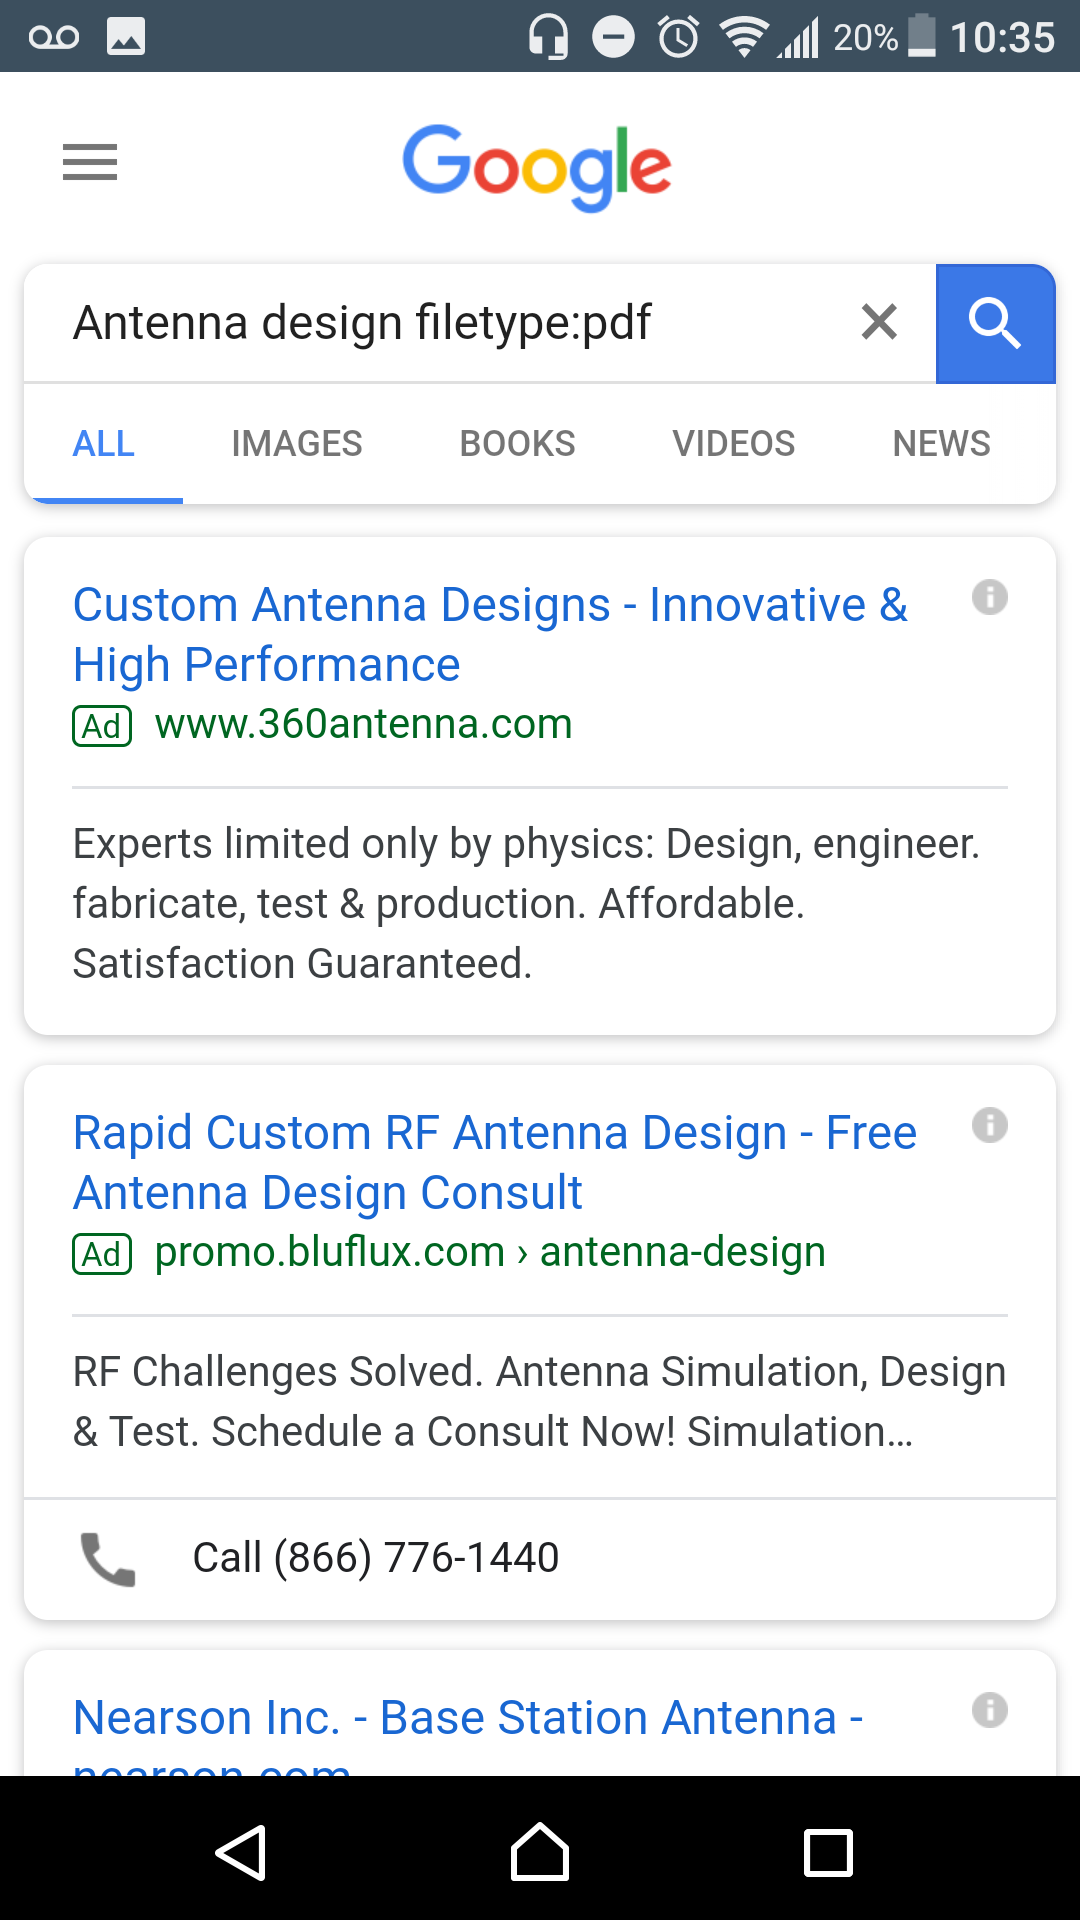 20% 10:35
Google
Antenna design filetype:pdf
ALL IMAGES BOOKS VIDEOS NEWS
Custom Antenna Designs - Innovative &
High Performance
Ad www.360antenna.com
Experts limited only by physics: Design, engineer.
fabricate, test & production. Affordable.
Satisfaction Guaranteed.
Rapid Custom RF Antenna Design - Free
Antenna Design Consult
Ad promo.bluflux.com › antenna-design
RF Challenges Solved. Antenna Simulation, Design
& Test. Schedule a Consult Now! Simulation...
Call (866) 776-1440
Nearson Inc. - Base Station Antenna -
nearson.com